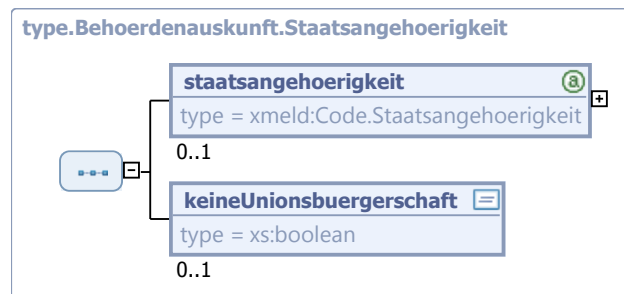 type.Behoerdenauskunft.Staatsangehoerigkeit
staatsangehoerigkeit
type = xmeld:Code.Staatsangehoerigkeit
0..1
keineUnionsbuergerschaft
type = xs:boolean
0..1